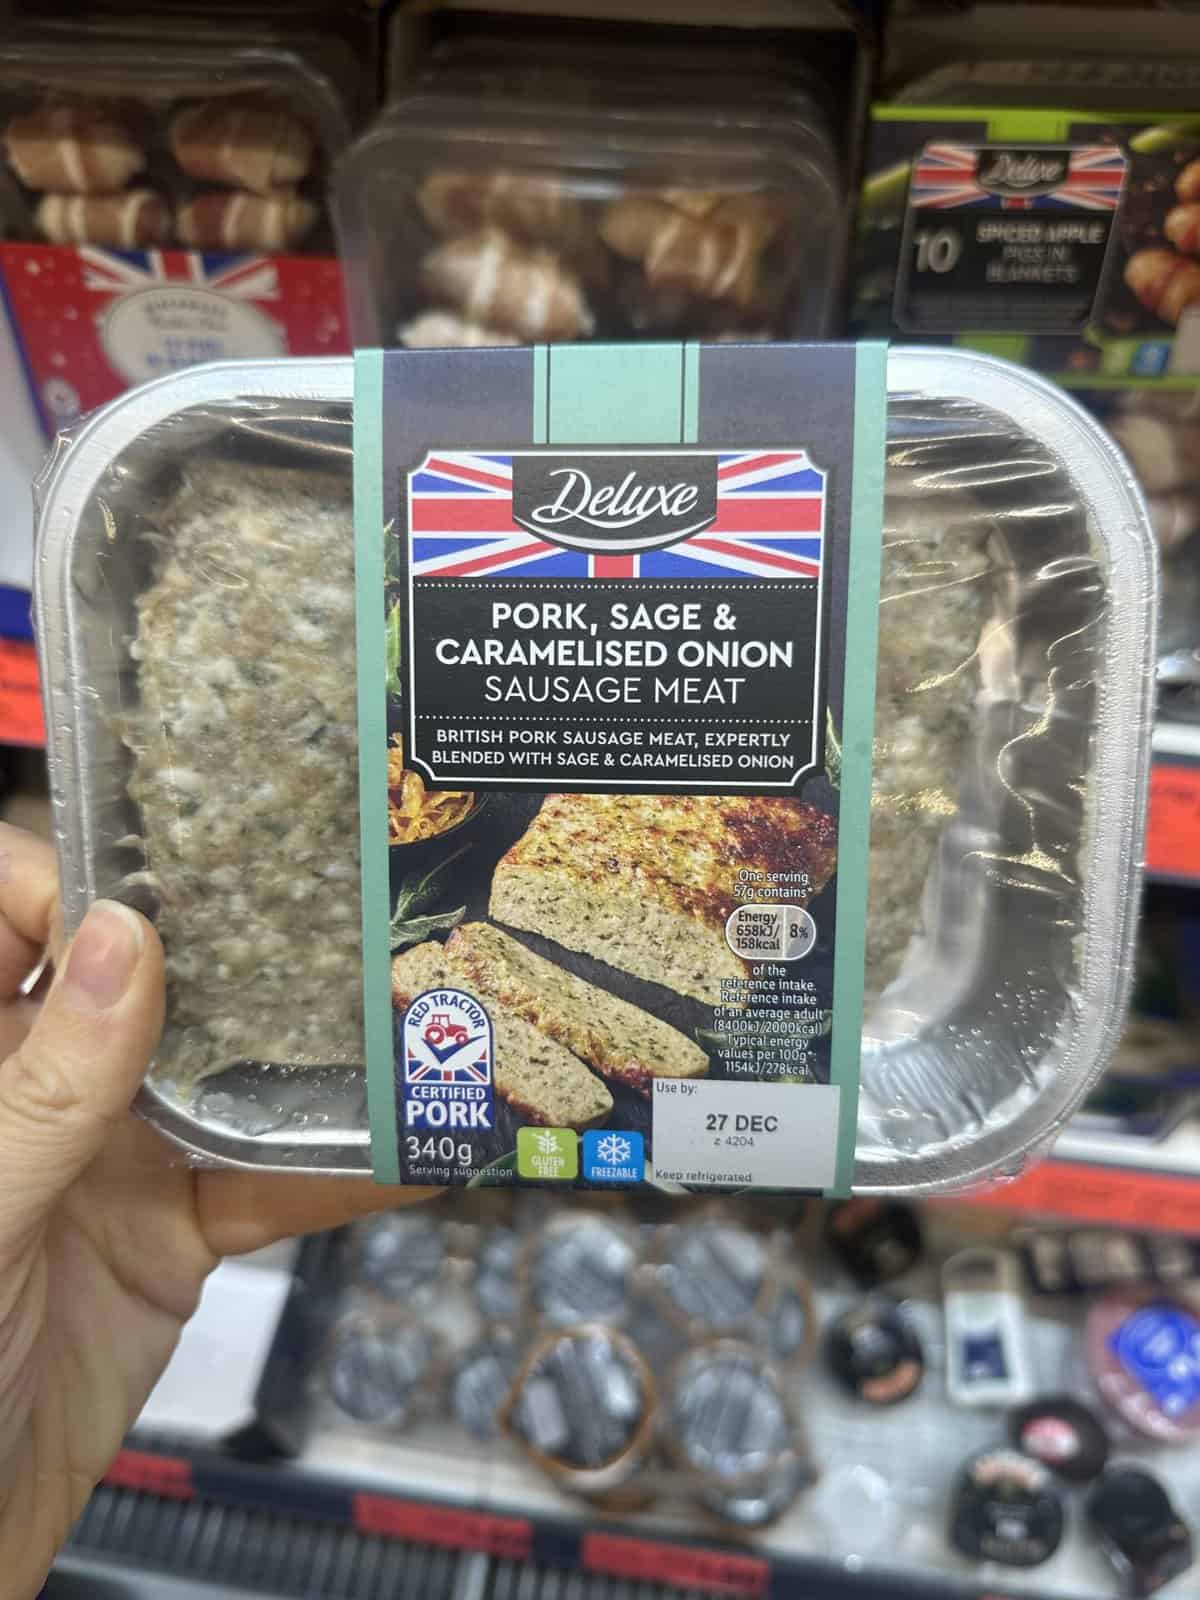 Deluxe
10
SPICED APPLE
PIGS IN
BLANKETS
Deluxe
PORK, SAGE &
CARAMELISED ONION
SAUSAGE MEAT
BRITISH PORK SAUSAGE MEAT, EXPERTLY
BLENDED WITH SAGE & CARAMELISED ONION
One serving
57g contains*
Energy
658kJ/
158kcal
8%
of the
reference intake.
Reference intake
of an average adult
(8400kJ/2000kcal)
Typical energy
values per 100g*:
1154kJ/278kcal
RED TRACTOR
CERTIFIED
PORK
340g
Serving suggestion
GLUTEN
FREE
FREEZABLE
Use by:
27 DEC
z 4204
Keep refrigerated